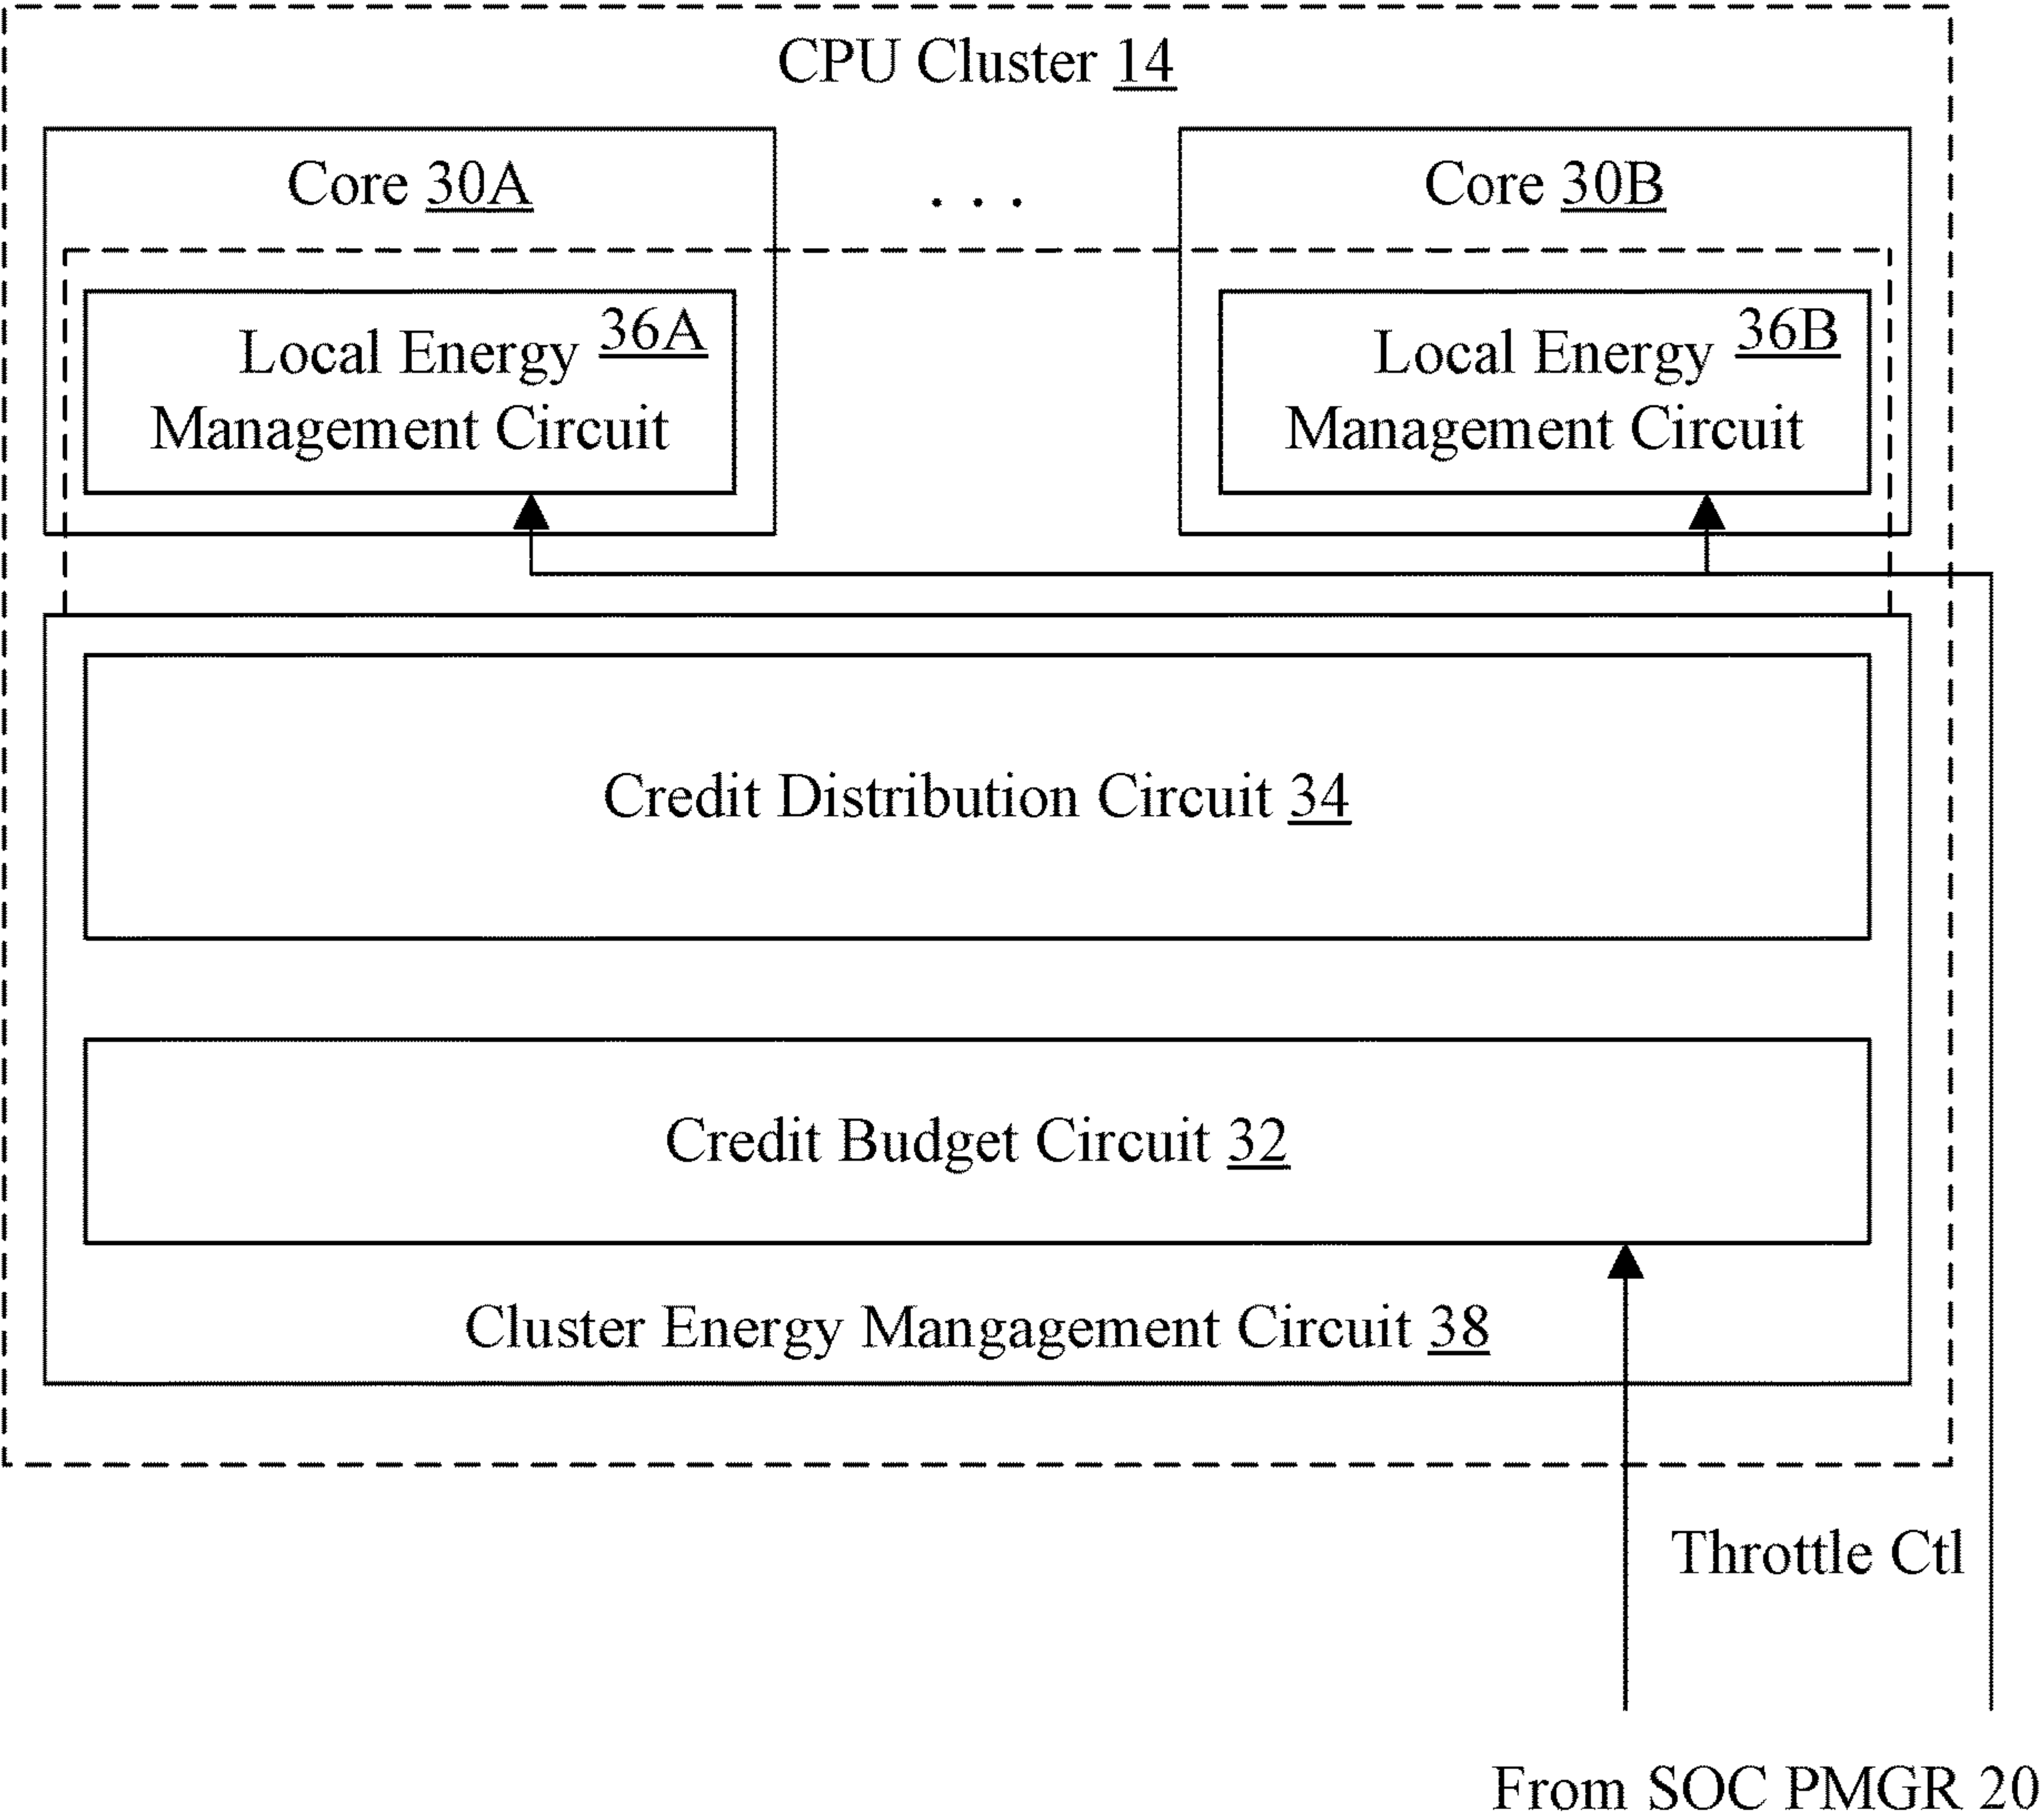 CPU Cluster 14
Core 30A
. . .
Core 30B
Local Energy 36A
Management Circuit
Local Energy 36B
Management Circuit
Credit Distribution Circuit 34
Credit Budget Circuit 32
Cluster Energy Mangagement Circuit 38
Throttle Ctl
From SOC PMGR 20